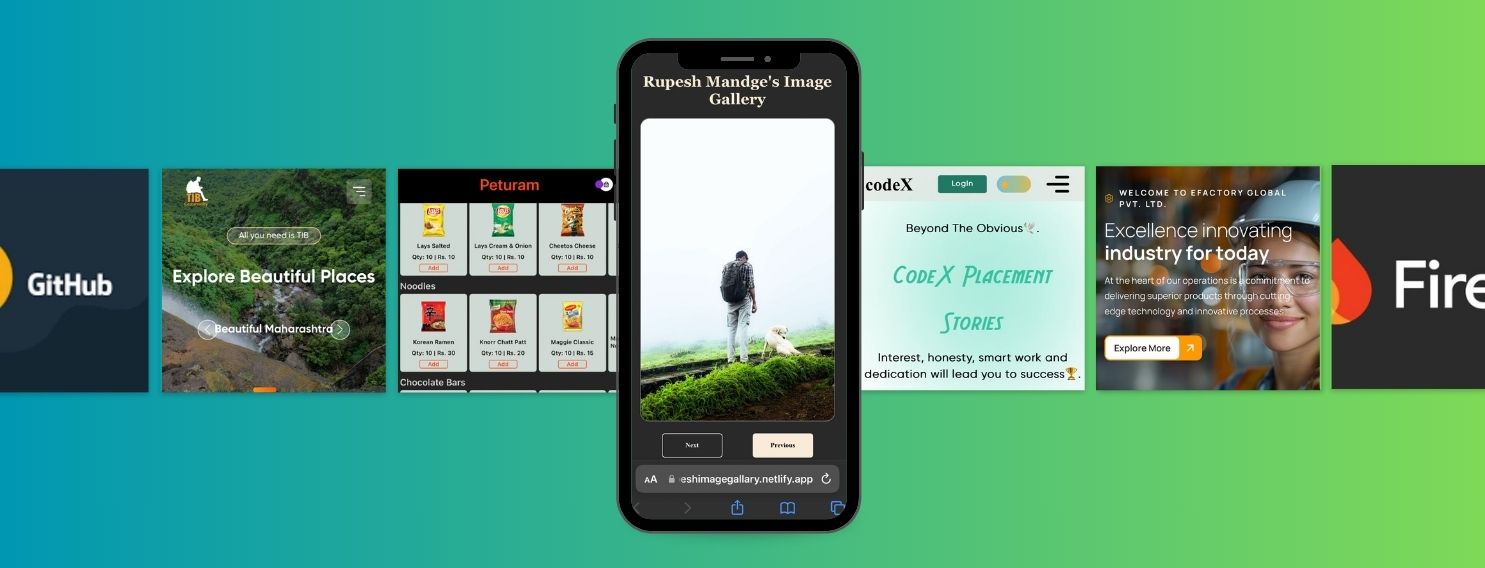 GitHub
TIB
All you need is TIB
Explore Beautiful Places
Beautiful Maharashtra
Peturam
Lays Salted
Qty: 10 | Rs. 10
Add
Lays Cream & Onion
Qty: 10 | Rs. 10
Add
Cheetos Cheese
Qty: 10 | Rs. 10
Add
Noodles
Korean Ramen
Qty: 10 | Rs. 30
Add
Knorr Chatt Patt
Qty: 10 | Rs. 20
Add
Maggie Classic
Qty: 10 | Rs. 15
Add
Chocolate Bars
Rupesh Mandge's Image
Gallery
Next
Previous
AA
eshimagegallary.netlify.app
codeX
LogIn
Beyond The Obvious🕊️.
CodeX Placement
Stories
Interest, honesty, smart work and
dedication will lead you to success🏆.
WELCOME TO EFACTORY GLOBAL
PVT. LTD.
Excellence innovating
industry for today
At the heart of our operations is a commitment to
delivering superior products through cutting-
edge technology and innovative processes.
Explore More
Fire